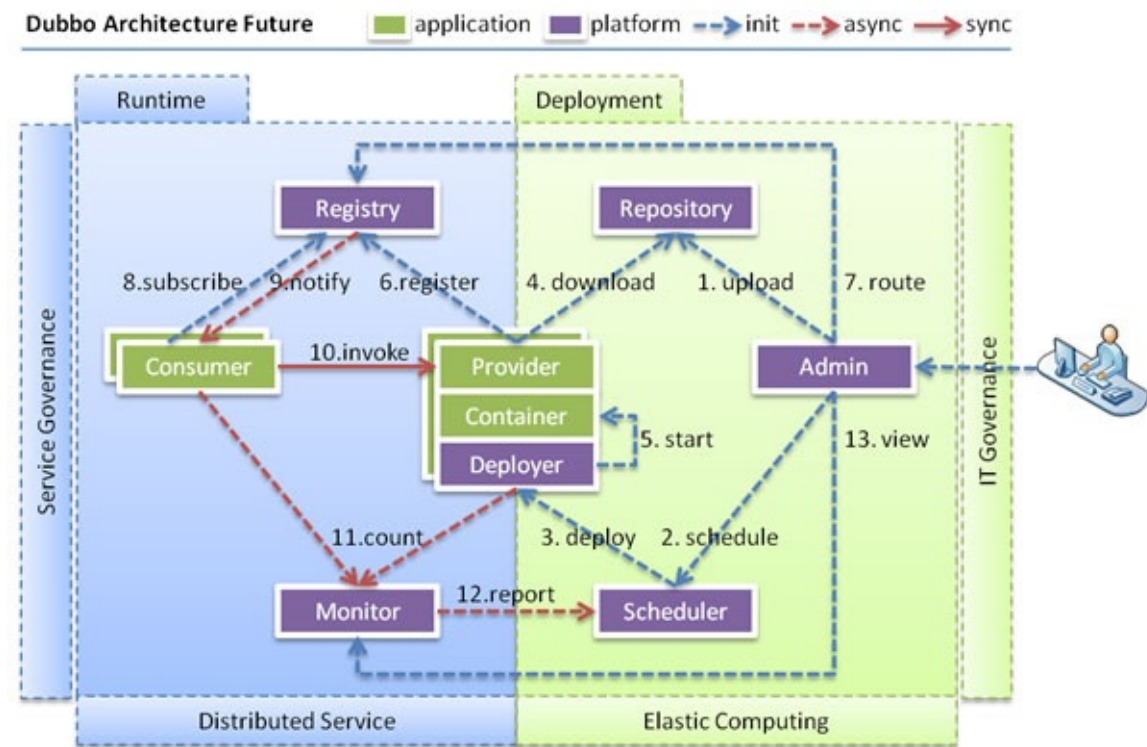 Dubbo Architecture Future application platform init async sync
Runtime Deployment
Registry Repository
8.subscribe 9.notify 6.register 4. download 1. upload 7. route
Consumer 10.invoke Provider Admin
Container
5. start 13. view
Deployer
11.count 3. deploy 2. schedule
Monitor 12.report Scheduler
Distributed Service Elastic Computing
Service Governance
IT Governance